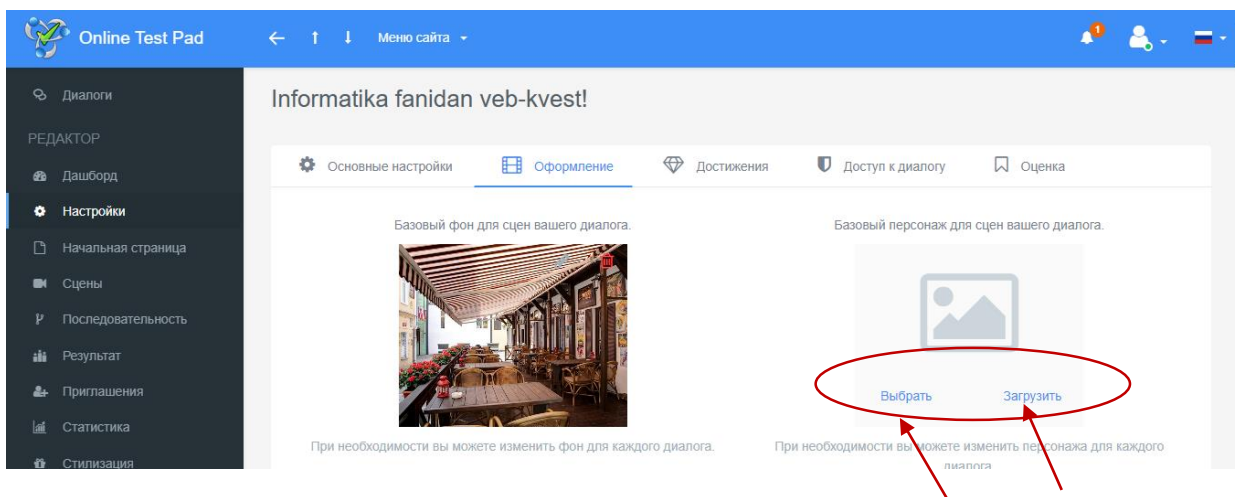 Online Test Pad
Меню сайта
1
Диалоги
РЕДАКТОР
Дашборд
Настройки
Начальная страница
Сцены
Последовательность
Результат
Приглашения
Статистика
Стилизация
Informatika fanidan veb-kvest!
Основные настройки Оформление Достижения Доступ к диалогу Оценка
Базовый фон для сцен вашего диалога.
При необходимости вы можете изменить фон для каждого диалога.
Базовый персонаж для сцен вашего диалога.
Выбрать Загрузить
При необходимости вы можете изменить персонажа для каждого
диалога